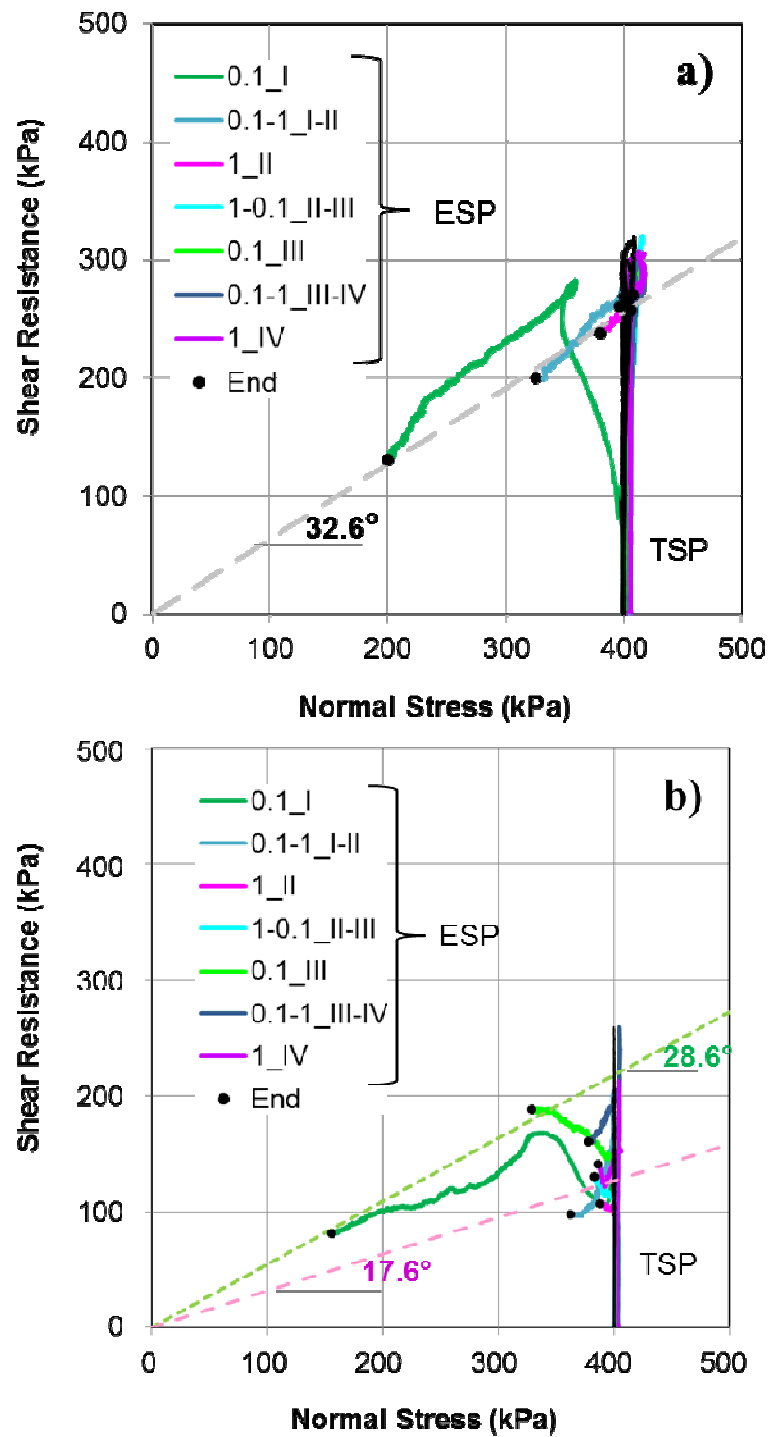 500
a)
0.1_I
0.1-1_I-II
400
1_II
1-0.1_II-III
ESP
300
0.1_III
0.1-1_III-IV
1_IV
End
200
100
32.6°
TSP
0
0 100 200 300 400 500
Shear Resistance (kPa)
Normal Stress (kPa)
500
b)
0.1_I
0.1-1_I-II
400
1_II
1-0.1_II-III
ESP
0.1_III
300
0.1-1_III-IV
1_IV
28.6°
End
200
100
TSP
17.6°
0
0 100 200 300 400 500
Shear Resistance (kPa)
Normal Stress (kPa)